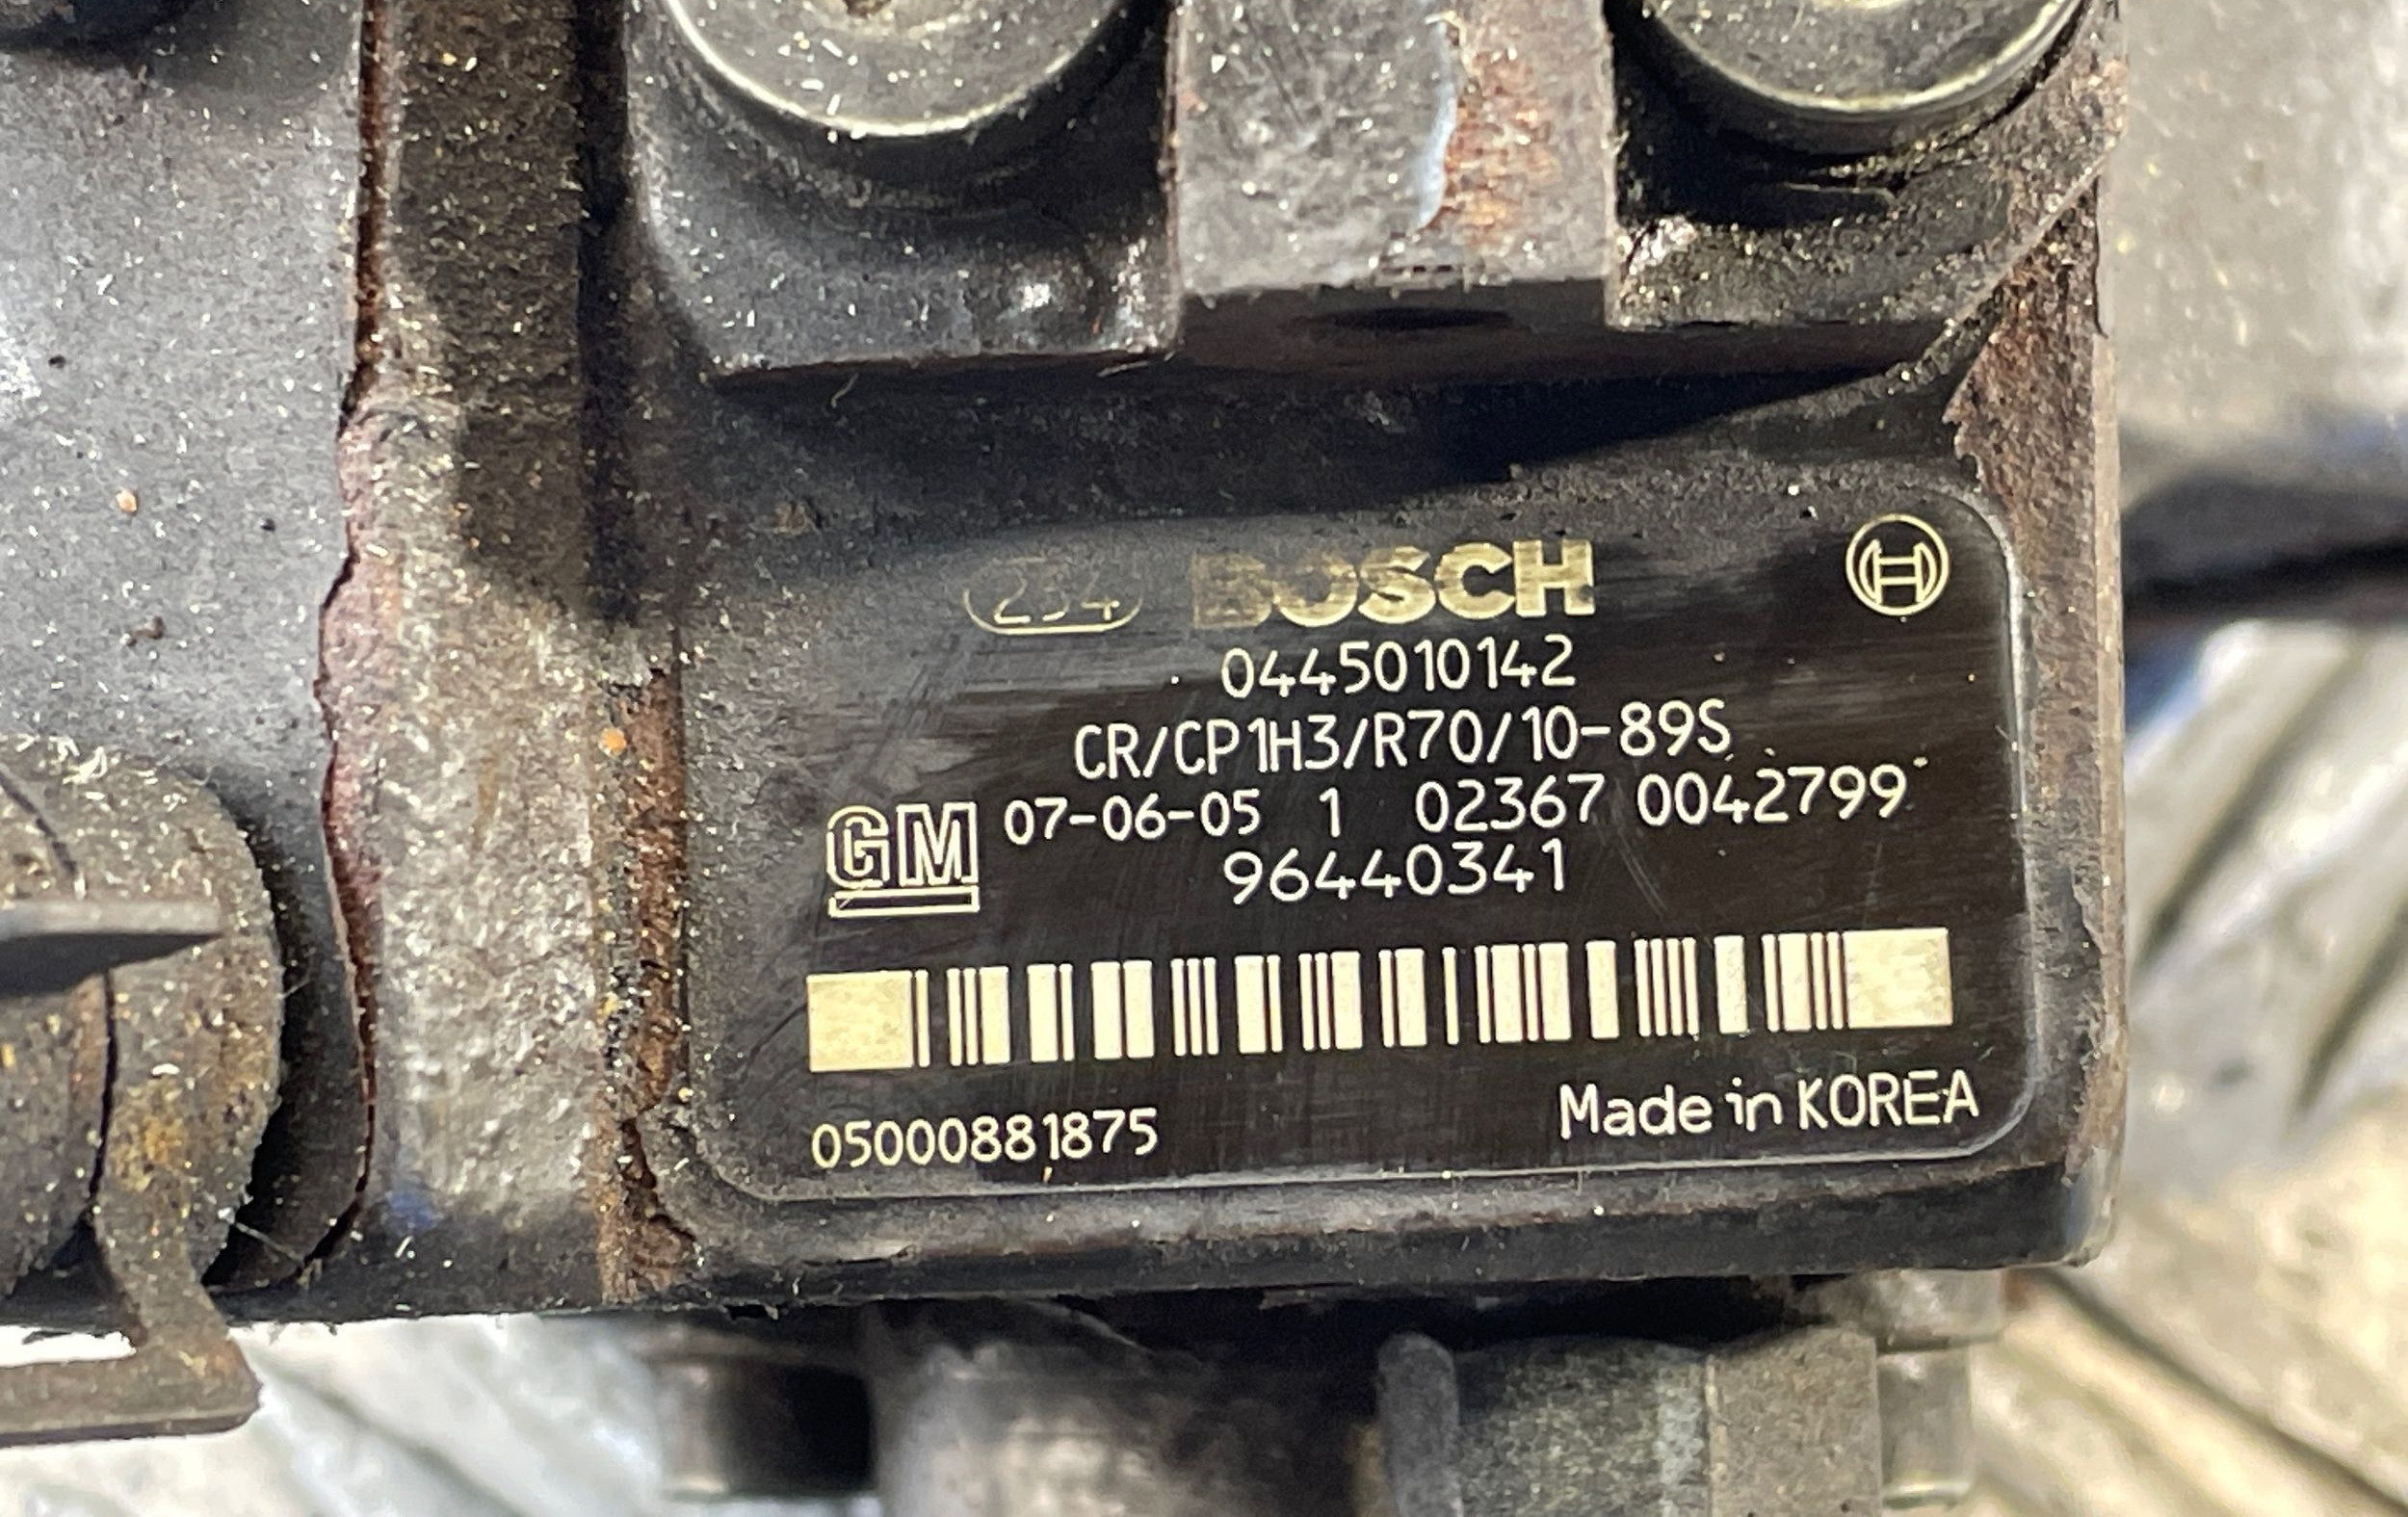 234 BOSCH
0445010142
CR/CP1H3/R70/10-89S
GM 07-06-05 1 02367 0042799
96440341
05000881875 Made in KOREA